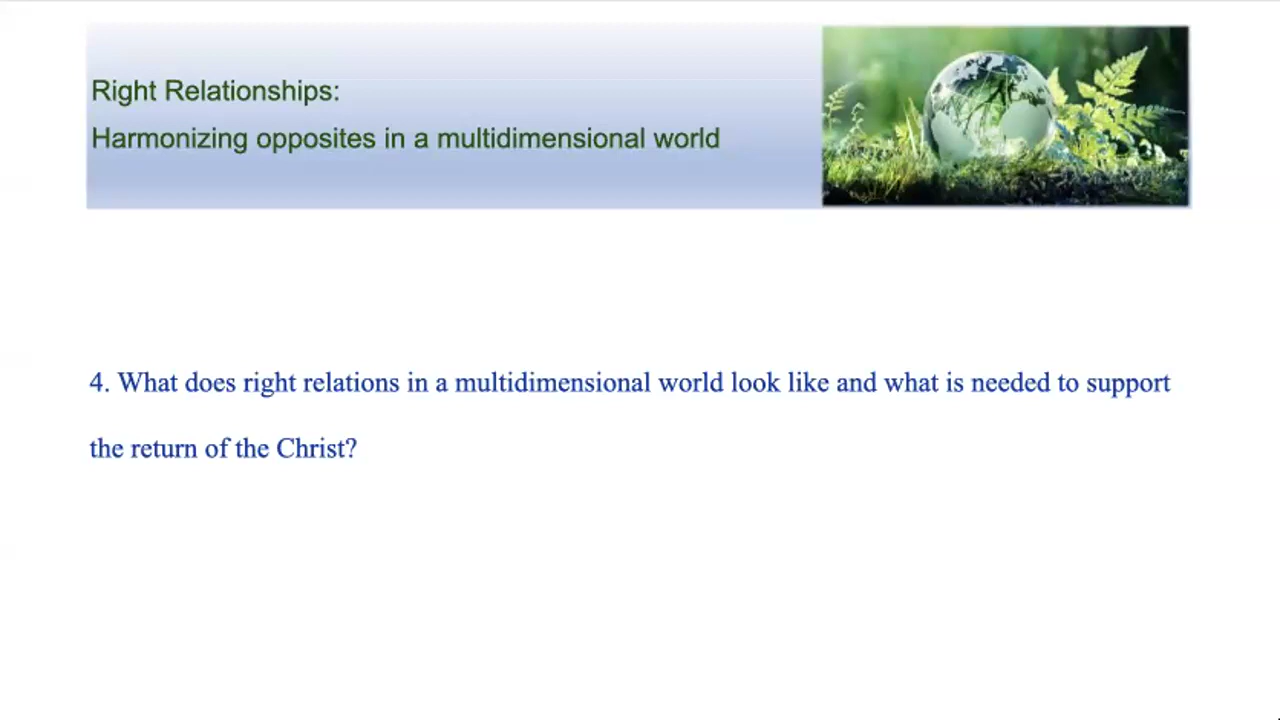 Right Relationships:
Harmonizing opposites in a multidimensional world
4. What does right relations in a multidimensional world look like and what is needed to support
the return of the Christ?